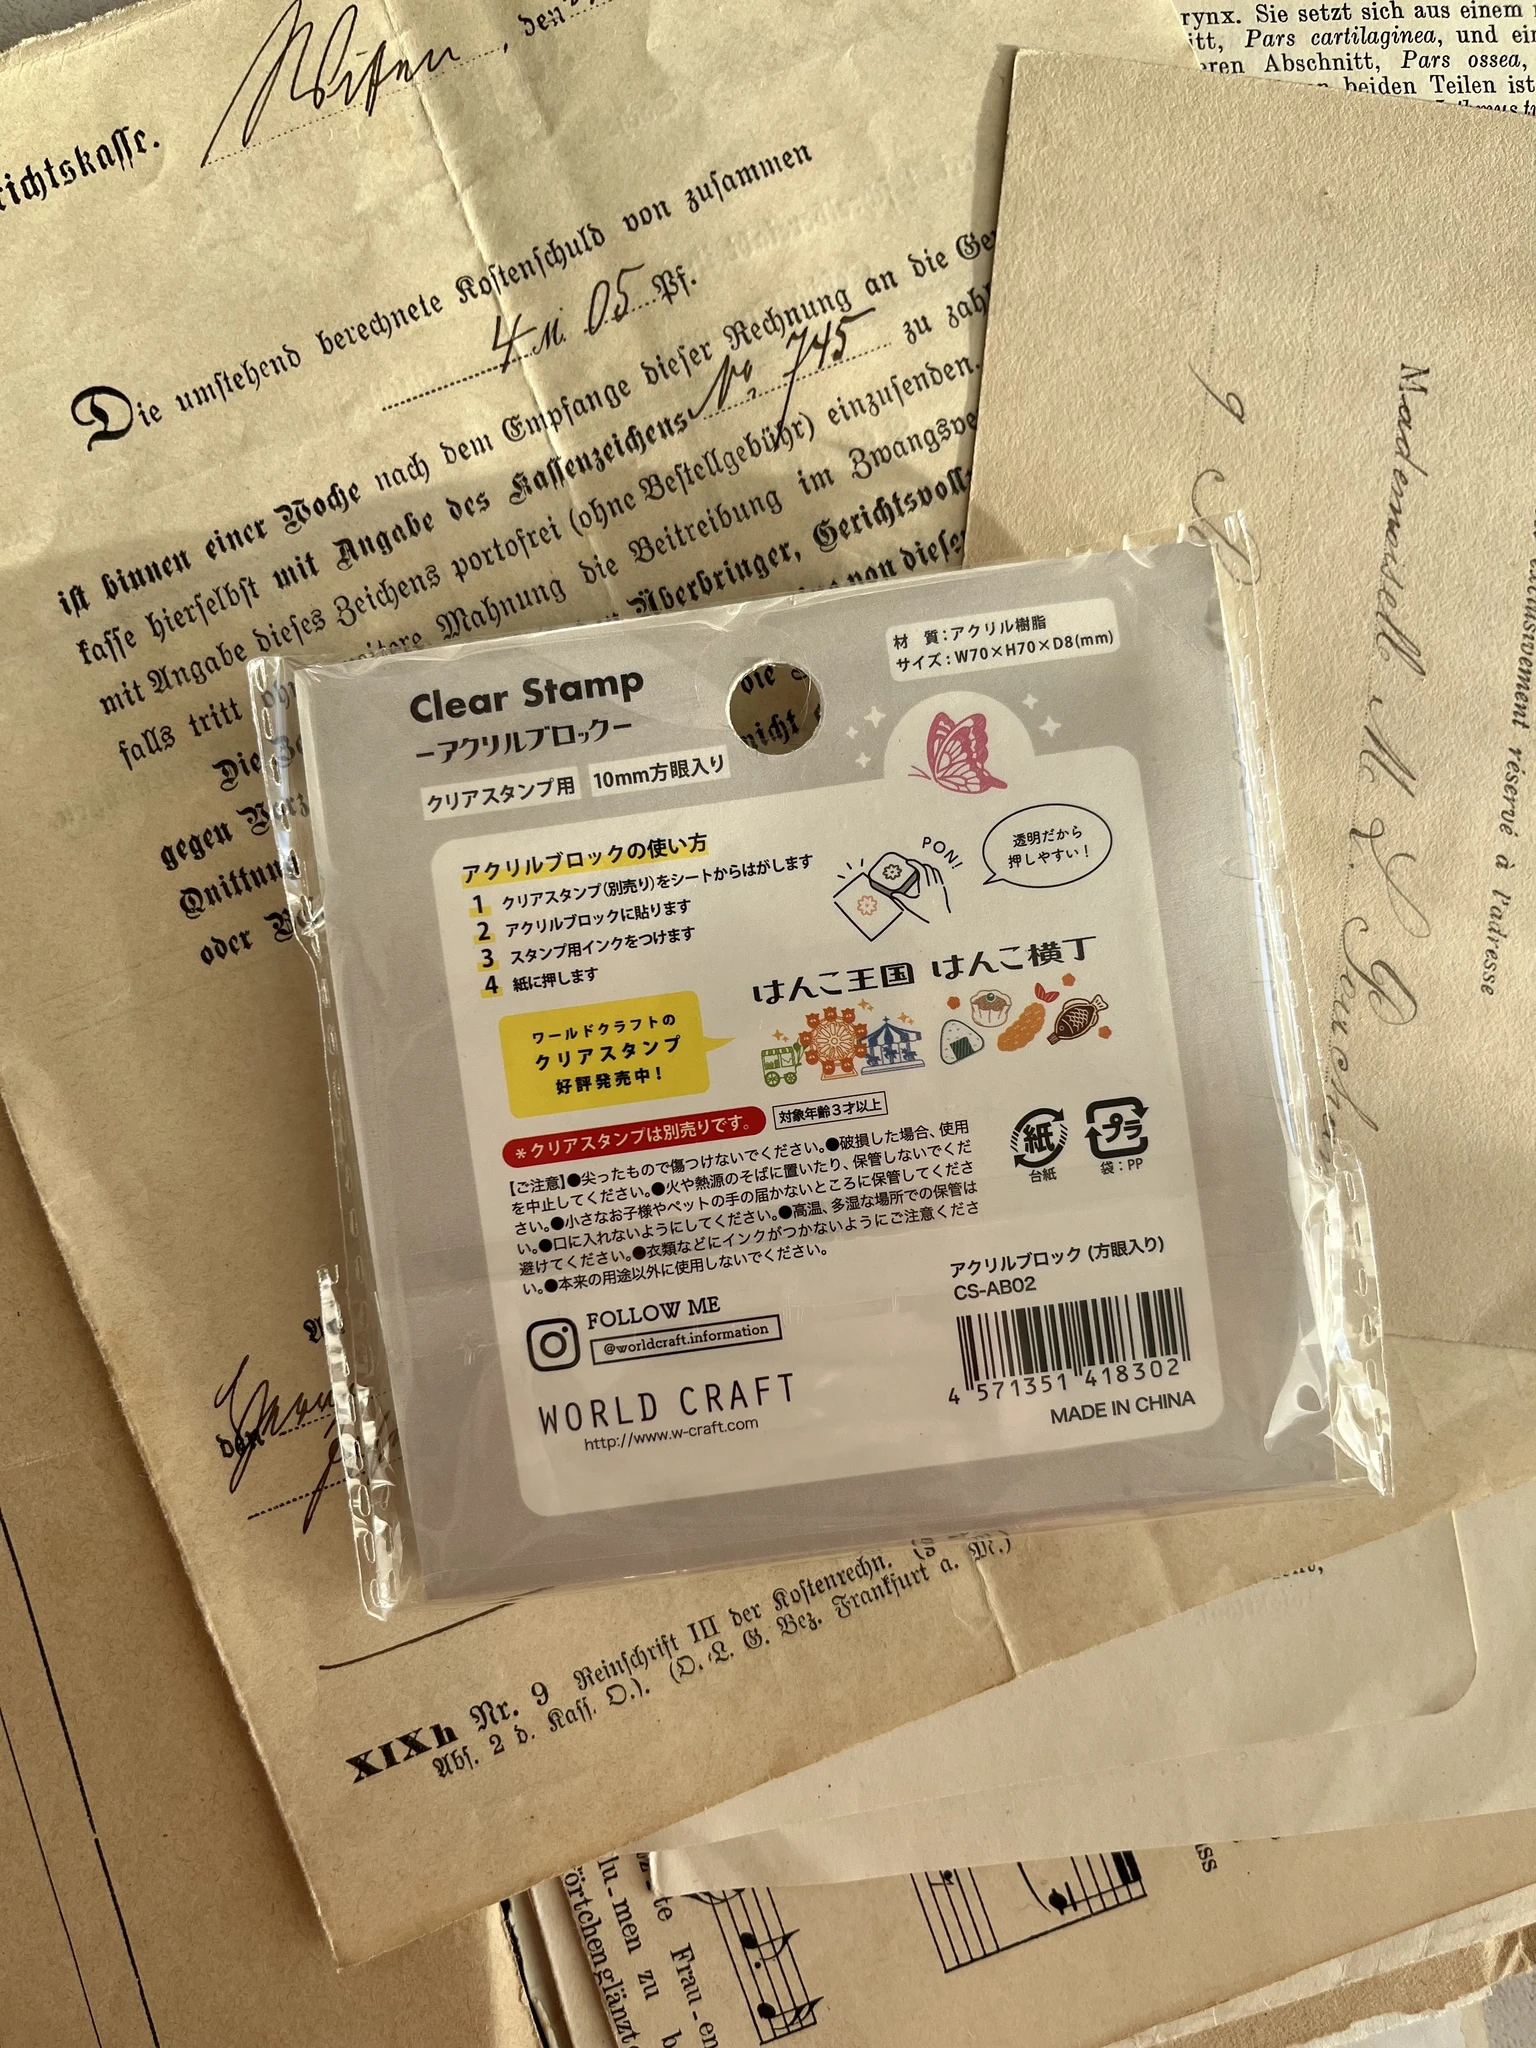 Witten, den
richtskasse.
Die umstehend berechnete Kostenschuld von zusammen
4 M. 05 Pf.
ist binnen einer Woche nach dem Empfange dieser Rechnung an die
kasse hierselbst mit Angabe des Kassenzeichens No. 745 zu
mit Angabe dieses Zeichens portofrei (ohne Bestellgebühr) einzusenden.
falls tritt weitere Mahnung die Beitreibung im
Die Überbringer,
gegen von dieses
Quittung die
oder nicht
den
XIXh Nr. 9 Reinschrift III der Kostenrechn.
Abs. 2 d. Kass. O.). (O. L. G. Bez. Frankfurt a. M.)
rynx. Sie setzt sich aus einem
itt, Pars cartilaginea, und
eren Abschnitt, Pars ossea,
beiden Teilen ist
Mademoiselle
exclusivement réservé à l'adresse
Clear Stamp
ーアクリルブロックー
クリアスタンプ用 10mm方眼入り
材 質：アクリル樹脂
サイズ：W70×H70×D8(mm)
アクリルブロックの使い方
1 クリアスタンプ(別売り)をシートからはがします
2 アクリルブロックに貼ります
3 スタンプ用インクをつけます
4 紙に押します
PON!
透明だから
押しやすい！
はんこ王国 はんこ横丁
ワールドクラフトの
クリアスタンプ
好評発売中！
＊クリアスタンプは別売りです。 対象年齢3才以上
【ご注意】●尖ったもので傷つけないでください。●破損した場合、使用
を中止してください。●火や熱源のそばに置いたり、保管しないでくだ
さい。●小さなお子様やペットの手の届かないところに保管してくださ
い。●口に入れないようにしてください。●高温、多湿な場所での保管は
避けてください。●衣類などにインクがつかないようにご注意くださ
い。●本来の用途以外に使用しないでください。
紙 プラ
台紙 袋：PP
FOLLOW ME
@worldcraft.information
WORLD CRAFT
http://www.w-craft.com
アクリルブロック (方眼入り)
CS-AB02
4 571351 418302
MADE IN CHINA
te Frau-en
lu-men zu